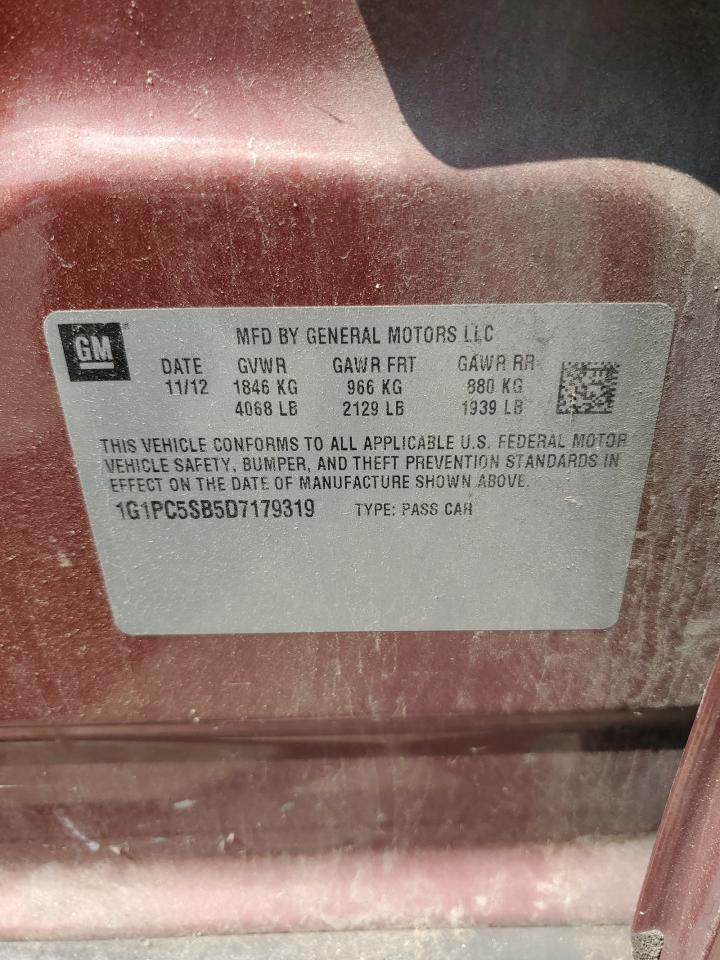 GM
MFD BY GENERAL MOTORS LLC
DATE GVWR GAWR FRT GAWR RR
11/12 1846 KG 966 KG 880 KG
4068 LB 2129 LB 1939 LB
THIS VEHICLE CONFORMS TO ALL APPLICABLE U.S. FEDERAL MOTOR
VEHICLE SAFETY, BUMPER, AND THEFT PREVENTION STANDARDS IN
EFFECT ON THE DATE OF MANUFACTURE SHOWN ABOVE.
1G1PC5SB5D7179319 TYPE: PASS CAR